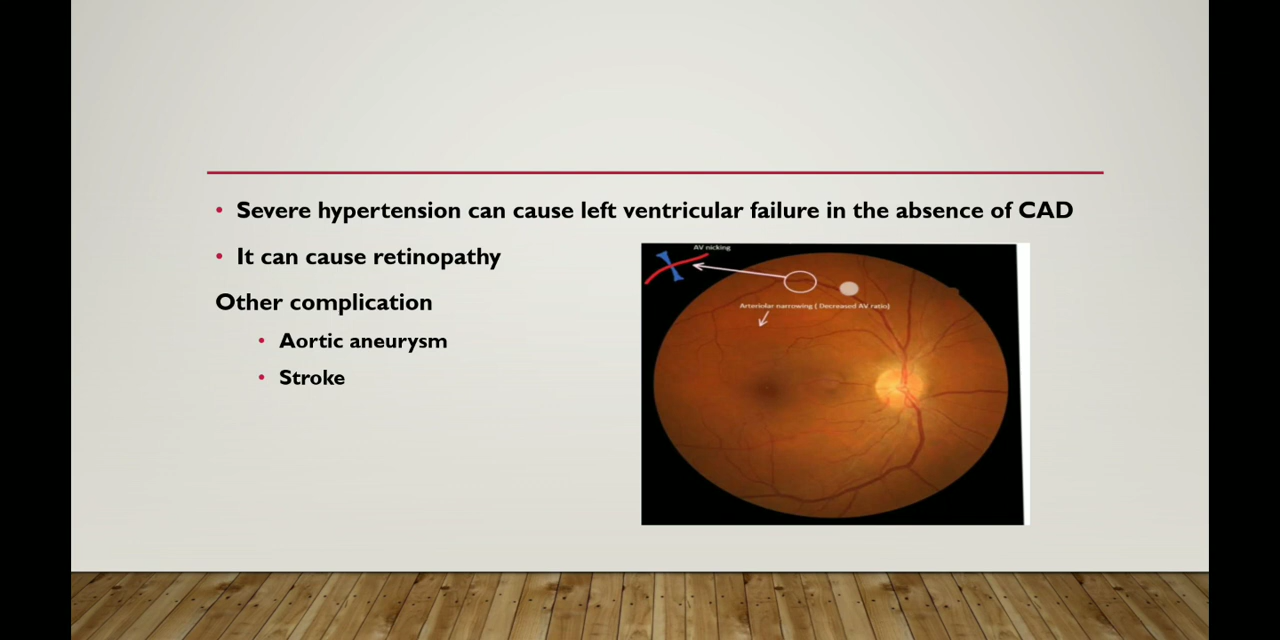 Severe hypertension can cause left ventricular failure in the absence of CAD
It can cause retinopathy
Other complication
Aortic aneurysm
Stroke
AV nicking
Arteriolar narrowing ( Decreased AV ratio)